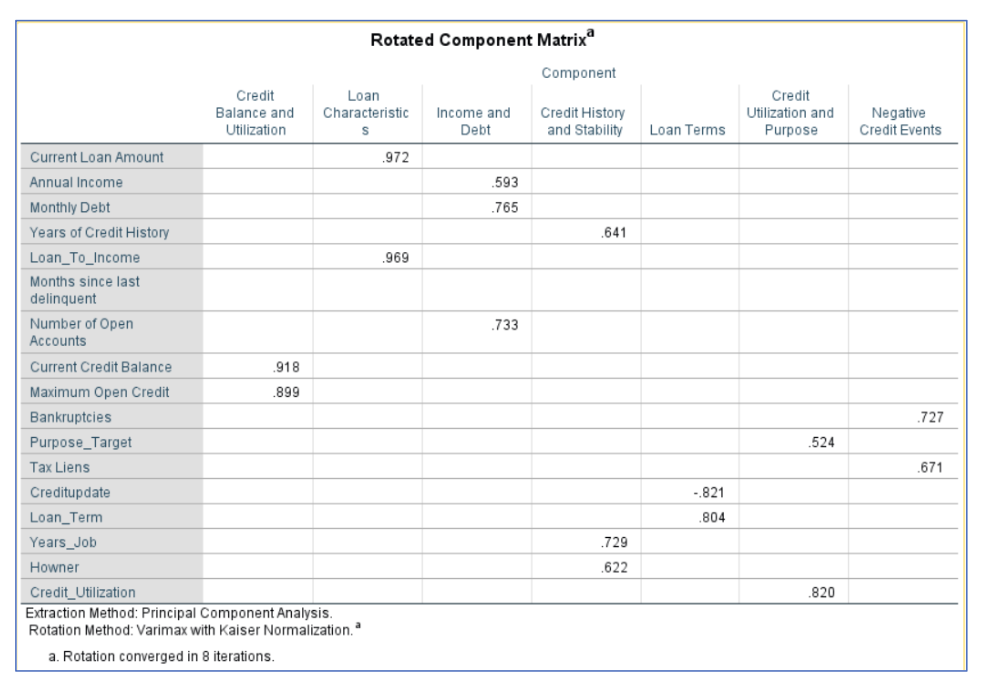 Rotated Component Matrixa
Component
Credit Balance and Utilization Loan Characteristics Income and Debt Credit History and Stability Loan Terms Credit Utilization and Purpose Negative Credit Events
Current Loan Amount .972
Annual Income .593
Monthly Debt .765
Years of Credit History .641
Loan_To_Income .969
Months since last delinquent
Number of Open Accounts .733
Current Credit Balance .918
Maximum Open Credit .899
Bankruptcies .727
Purpose_Target .524
Tax Liens .671
Creditupdate -.821
Loan_Term .804
Years_Job .729
Howner .622
Credit_Utilization .820
Extraction Method: Principal Component Analysis.
Rotation Method: Varimax with Kaiser Normalization.a
a. Rotation converged in 8 iterations.